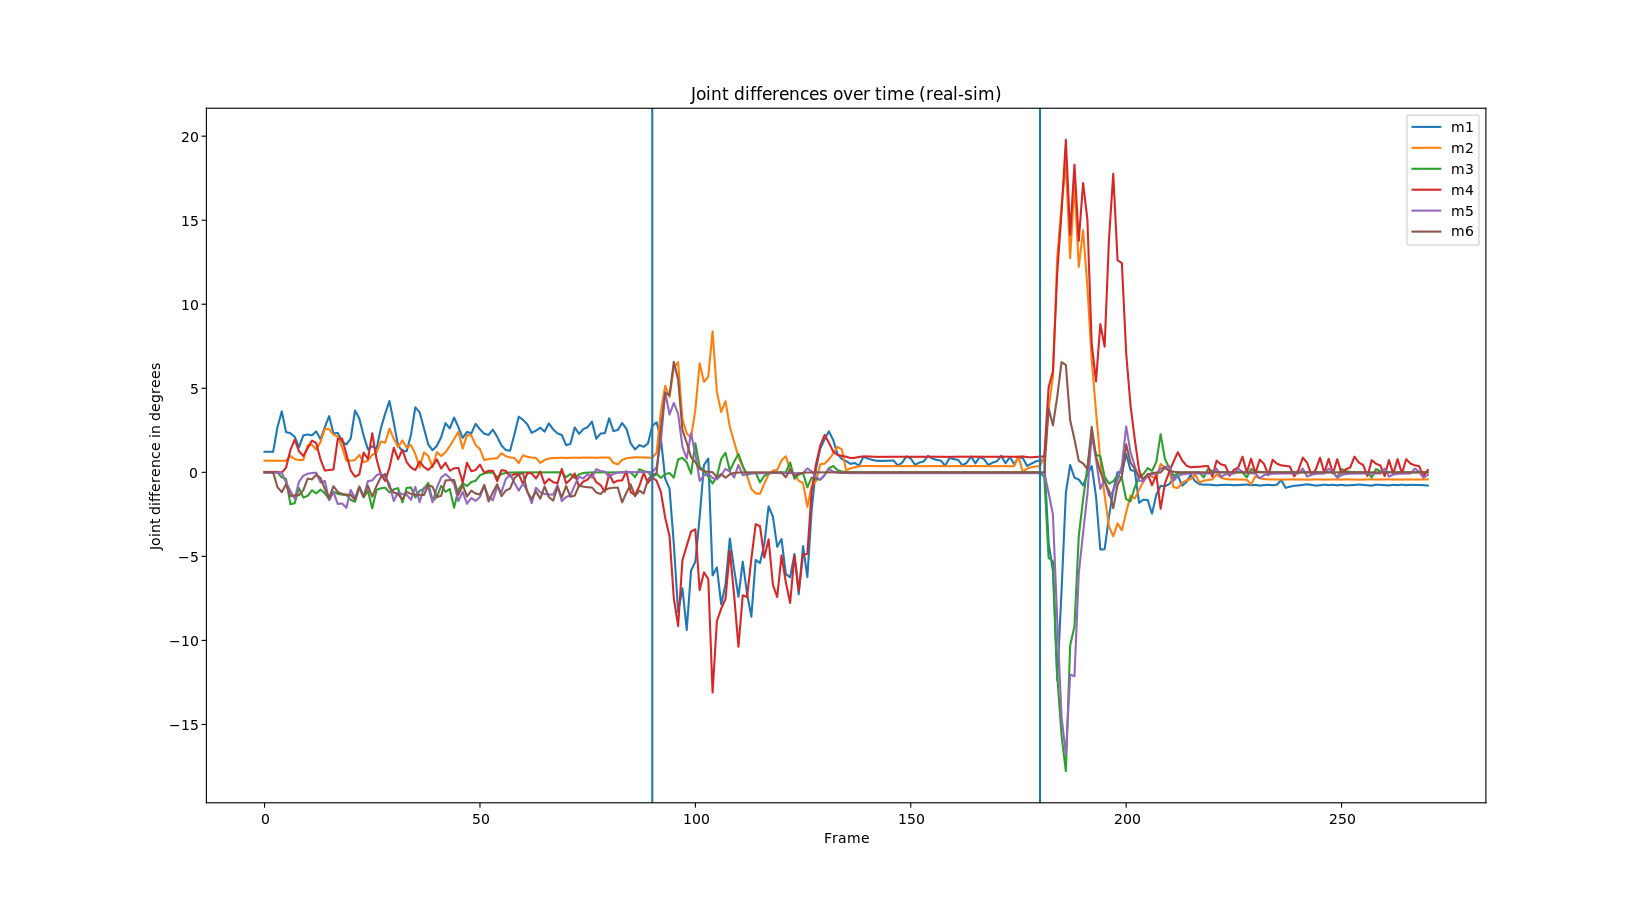 Joint differences over time (real-sim)
20
15
10
5
0
−5
−10
−15
Joint difference in degrees
0
50
100
150
200
250
Frame
m1
m2
m3
m4
m5
m6